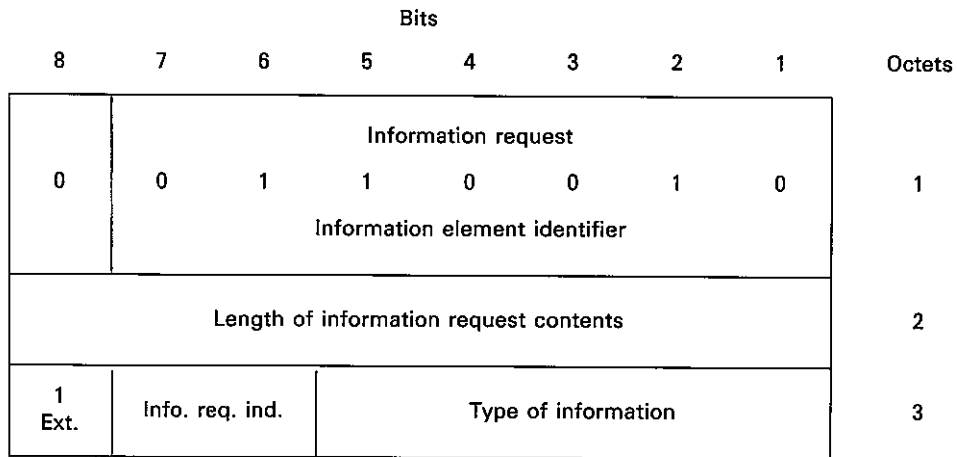 Bits
8 7 6 5 4 3 2 1 Octets
Information request
0 0 1 1 0 0 1 0 1
Information element identifier
Length of information request contents 2
1
Ext. Info. req. ind. Type of information 3